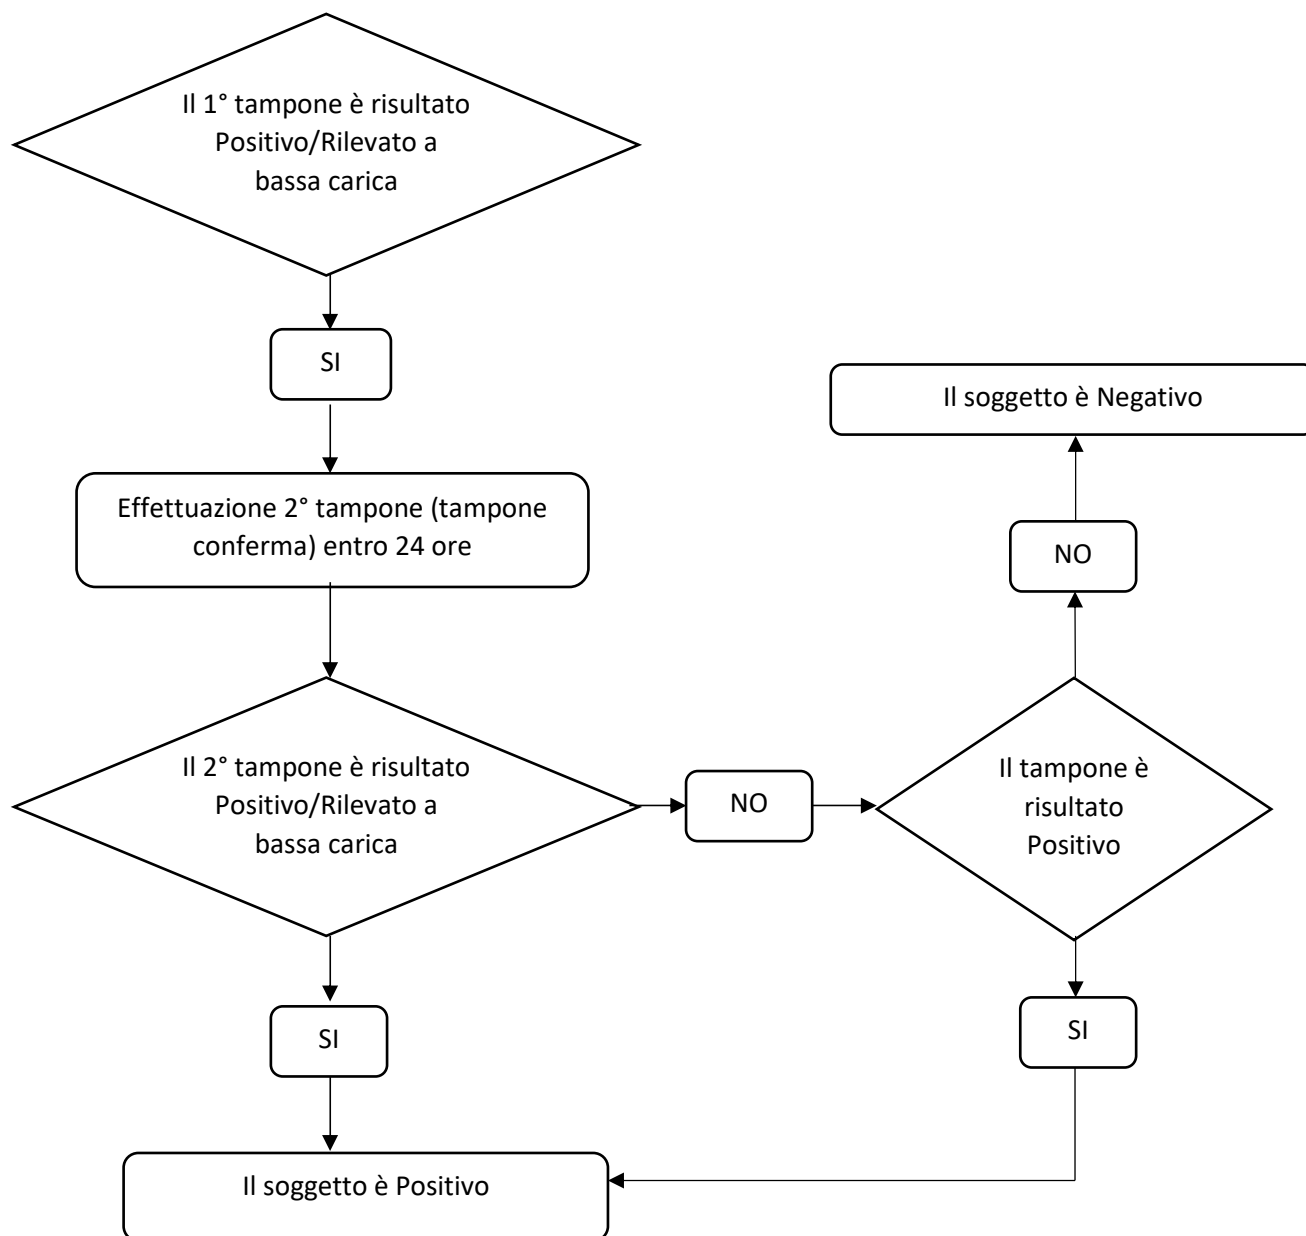 Il 1° tampone è risultato
Positivo/Rilevato a
bassa carica
SI
Il soggetto è Negativo
Effettuazione 2° tampone (tampone
conferma) entro 24 ore
NO
Il 2° tampone è risultato
Positivo/Rilevato a
bassa carica
NO
Il tampone è
risultato
Positivo
SI
SI
Il soggetto è Positivo